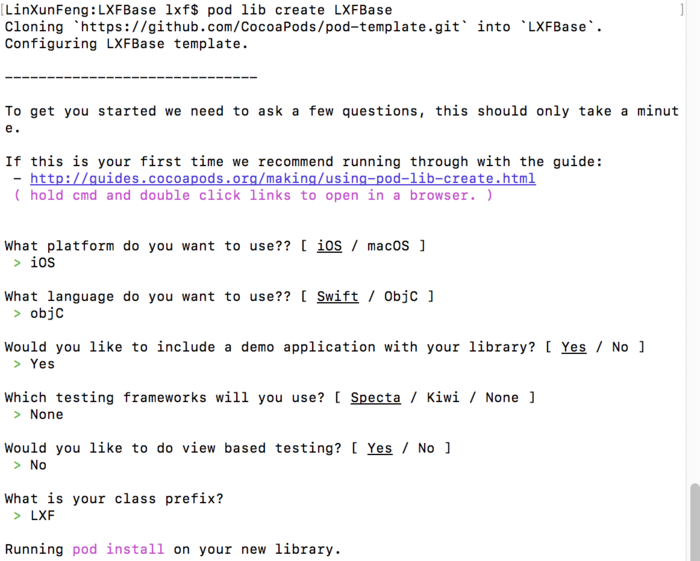 [LinXunFeng:LXFBase lxf$ pod lib create LXFBase ]
Cloning `https://github.com/CocoaPods/pod-template.git` into `LXFBase`.
Configuring LXFBase template.
------------------------------
To get you started we need to ask a few questions, this should only take a minut
e.
If this is your first time we recommend running through with the guide:
- http://guides.cocoapods.org/making/using-pod-lib-create.html
( hold cmd and double click links to open in a browser. )
What platform do you want to use?? [ iOS / macOS ]
> iOS
What language do you want to use?? [ Swift / ObjC ]
> objC
Would you like to include a demo application with your library? [ Yes / No ]
> Yes
Which testing frameworks will you use? [ Specta / Kiwi / None ]
> None
Would you like to do view based testing? [ Yes / No ]
> No
What is your class prefix?
> LXF
Running pod install on your new library.